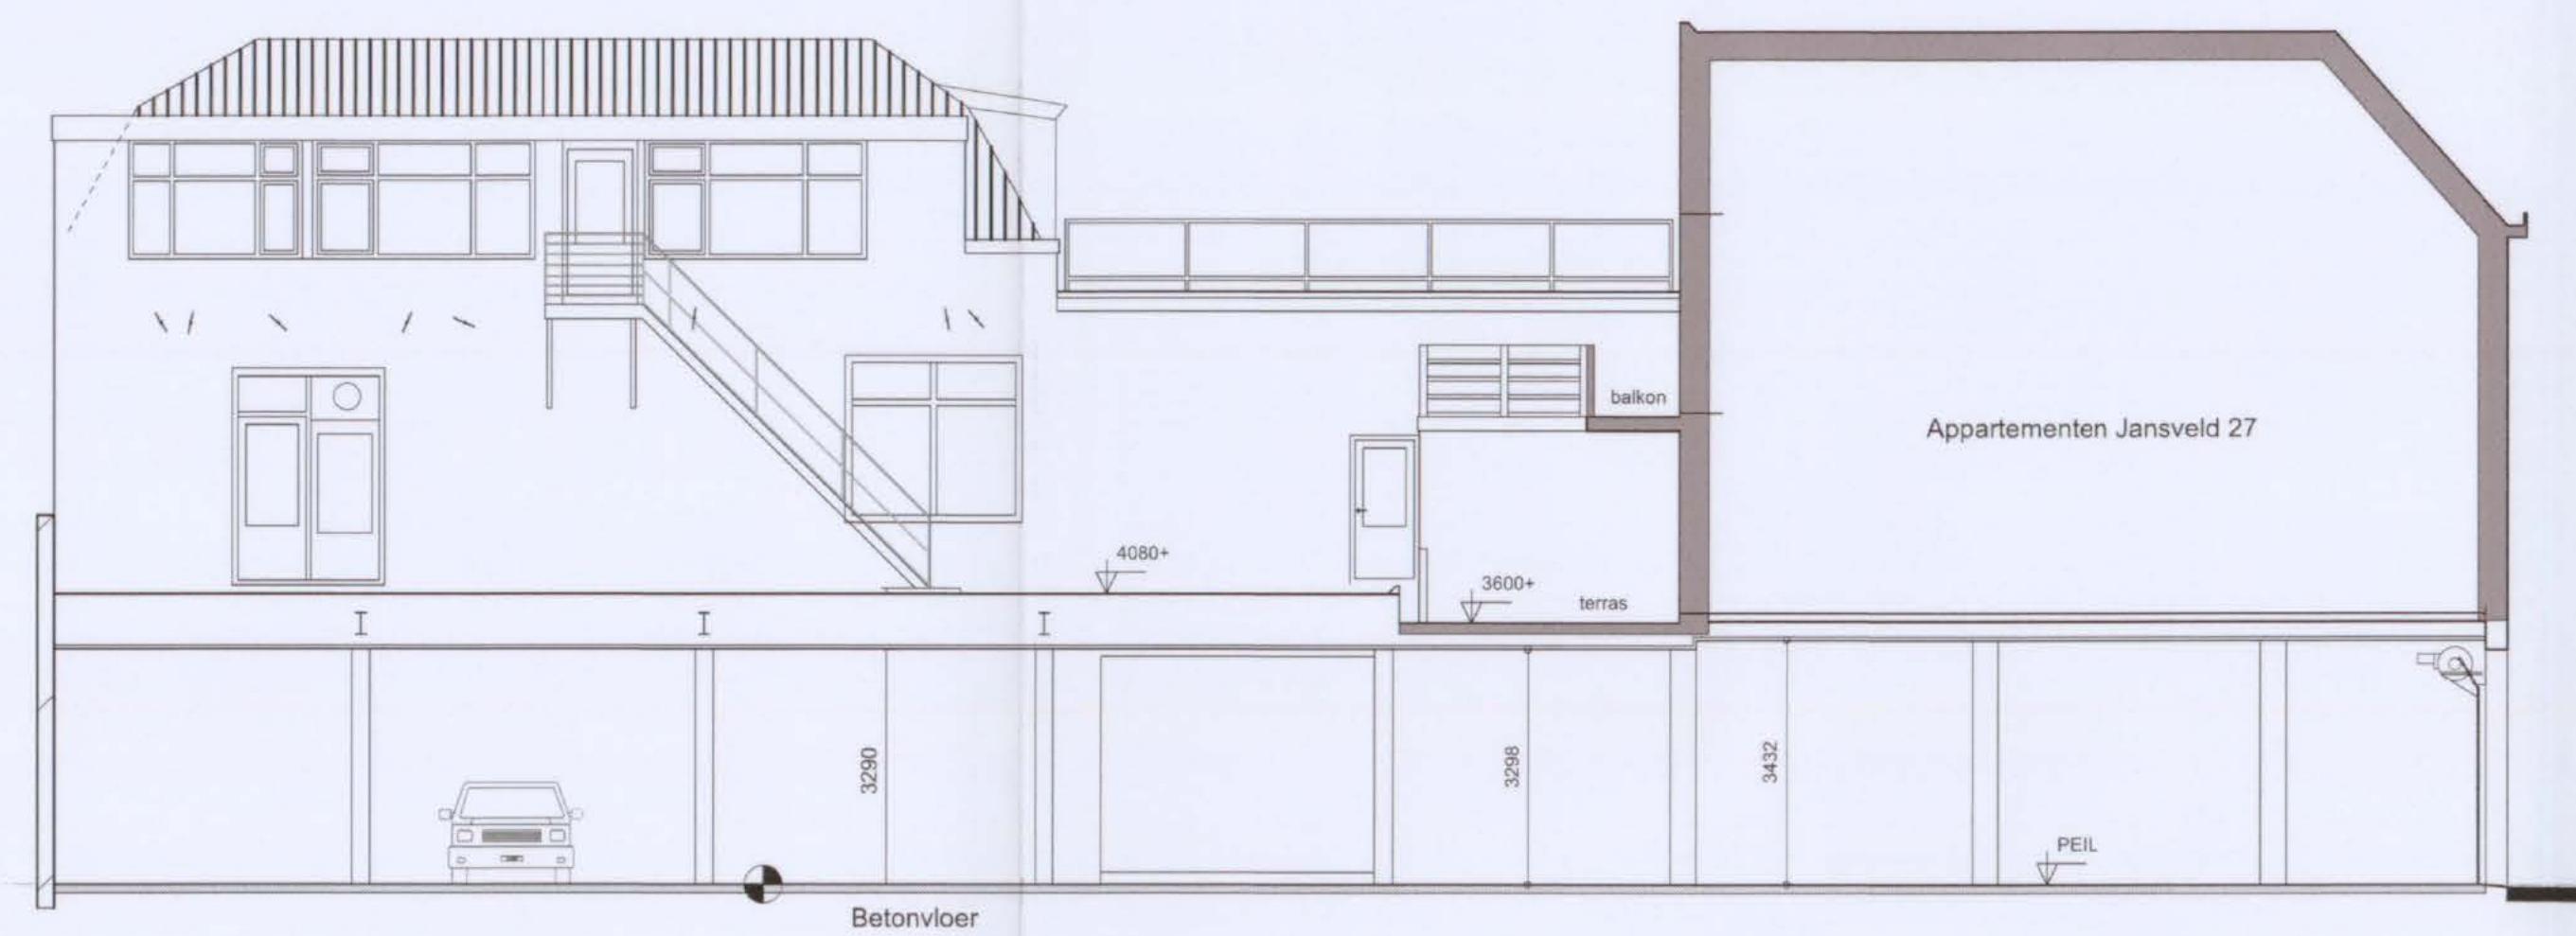 balkon
Appartementen Jansveld 27
4080+
3600+
terras
3290
3298
3432
PEIL
Betonvloer